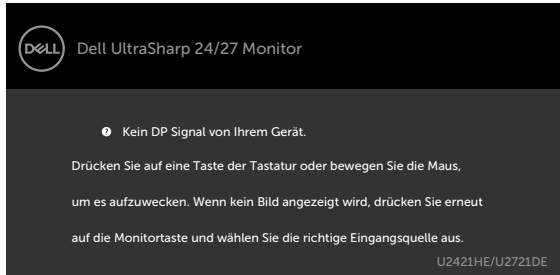 DELL
Dell UltraSharp 24/27 Monitor
? Kein DP Signal von Ihrem Gerät.
Drücken Sie auf eine Taste der Tastatur oder bewegen Sie die Maus,
um es aufzuwecken. Wenn kein Bild angezeigt wird, drücken Sie erneut
auf die Monitortaste und wählen Sie die richtige Eingangsquelle aus.
U2421HE/U2721DE